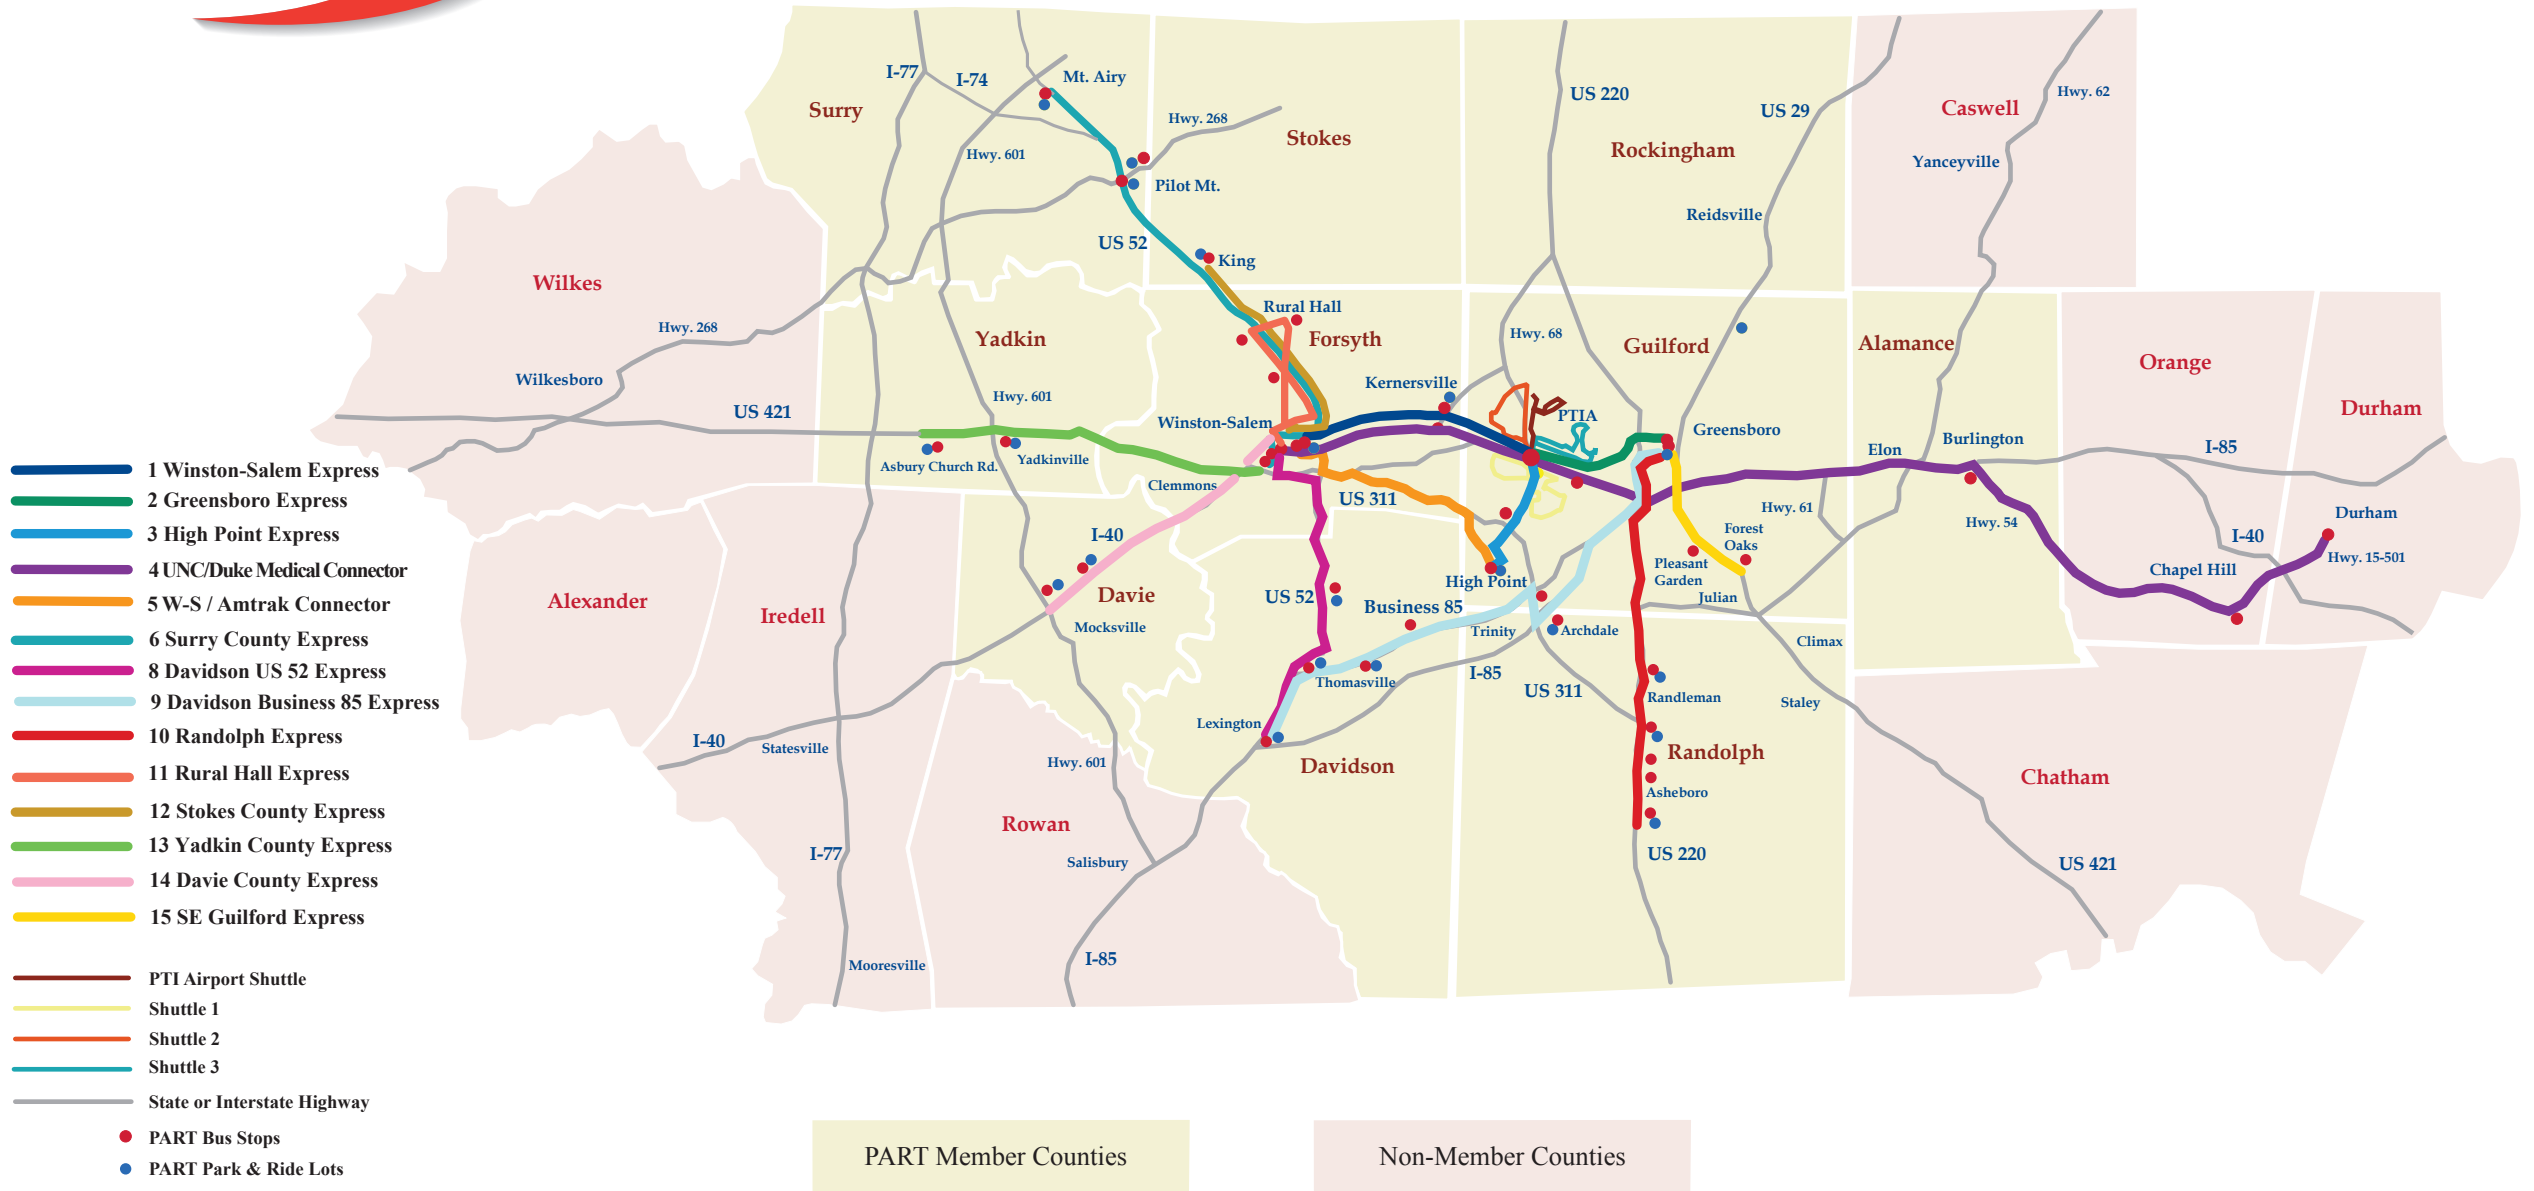 I-77
I-74
Mt. Airy
Surry
Hwy. 601
Hwy. 268
Pilot Mt.
Stokes
US 220
US 29
Rockingham
Reidsville
Caswell
Hwy. 62
Yanceyville
US 52
King
Wilkes
Hwy. 268
Wilkesboro
US 421
Yadkin
Hwy. 601
Rural Hall
Forsyth
Hwy. 68
Guilford
Alamance
Orange
Durham
Kernersville
Winston-Salem
PTIA
Greensboro
Elon
Burlington
I-85
Asbury Church Rd.
Yadkinville
Clemmons
US 311
Hwy. 61
Hwy. 54
Durham
I-40
Hwy. 15-501
Chapel Hill
Forest
Oaks
Pleasant
Garden
Julian
I-40
High Point
US 52
Business 85
Trinity
Archdale
Climax
Alexander
Iredell
Davie
Mocksville
Thomasville
I-85
US 311
Randleman
Staley
Lexington
I-40
Statesville
Hwy. 601
Davidson
Randolph
Asheboro
Chatham
Rowan
Salisbury
I-77
US 220
US 421
Mooresville
I-85
1 Winston-Salem Express
2 Greensboro Express
3 High Point Express
4 UNC/Duke Medical Connector
5 W-S / Amtrak Connector
6 Surry County Express
8 Davidson US 52 Express
9 Davidson Business 85 Express
10 Randolph Express
11 Rural Hall Express
12 Stokes County Express
13 Yadkin County Express
14 Davie County Express
15 SE Guilford Express
PTI Airport Shuttle
Shuttle 1
Shuttle 2
Shuttle 3
State or Interstate Highway
PART Bus Stops
PART Park & Ride Lots
PART Member Counties
Non-Member Counties